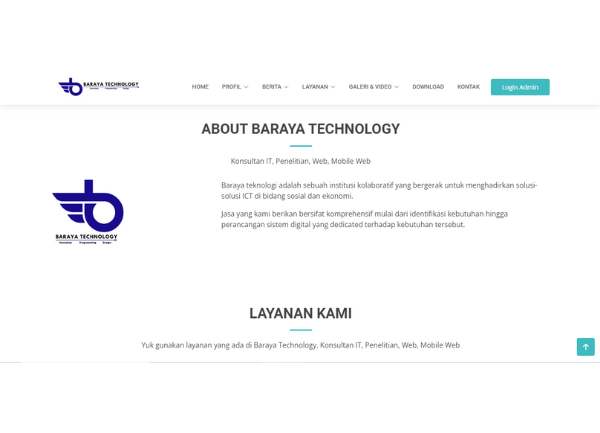 BARAYA TECHNOLOGY
HOME PROFIL BERITA LAYANAN GALERI & VIDEO DOWNLOAD KONTAK Login Admin
ABOUT BARAYA TECHNOLOGY
Konsultan IT, Penelitian, Web, Mobile Web
Baraya teknologi adalah sebuah institusi kolaboratif yang bergerak untuk menghadirkan solusi-
solusi ICT di bidang sosial dan ekonomi.
Jasa yang kami berikan bersifat komprehensif mulai dari identifikasi kebutuhan hingga
perancangan sistem digital yang dedicated terhadap kebutuhan tersebut.
BARAYA TECHNOLOGY
Konsultan Programming Design
LAYANAN KAMI
Yuk gunakan layanan yang ada di Baraya Technology, Konsultan IT, Penelitian, Web, Mobile Web